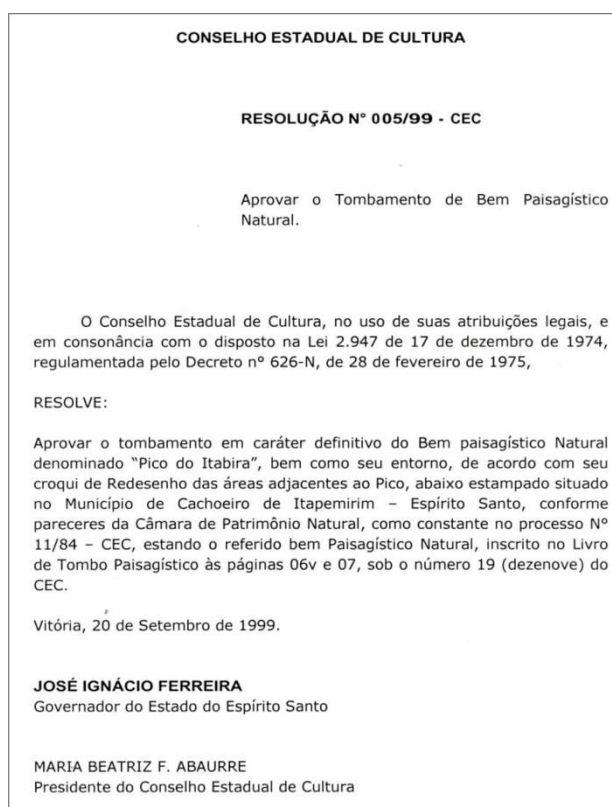 CONSELHO ESTADUAL DE CULTURA
RESOLUÇÃO N° 005/99 - CEC
Aprovar o Tombamento de Bem Paisagístico
Natural.
O Conselho Estadual de Cultura, no uso de suas atribuições legais, e
em consonância com o disposto na Lei 2.947 de 17 de dezembro de 1974,
regulamentada pelo Decreto n° 626-N, de 28 de fevereiro de 1975,
RESOLVE:
Aprovar o tombamento em caráter definitivo do Bem paisagístico Natural
denominado “Pico do Itabira”, bem como seu entorno, de acordo com seu
croqui de Redesenho das áreas adjacentes ao Pico, abaixo estampado situado
no Município de Cachoeiro de Itapemirim – Espírito Santo, conforme
pareceres da Câmara de Patrimônio Natural, como constante no processo N°
11/84 – CEC, estando o referido bem Paisagístico Natural, inscrito no Livro
de Tombo Paisagístico às páginas 06v e 07, sob o número 19 (dezenove) do
CEC.
Vitória, 20 de Setembro de 1999.
JOSÉ IGNÁCIO FERREIRA
Governador do Estado do Espírito Santo
MARIA BEATRIZ F. ABAURRE
Presidente do Conselho Estadual de Cultura